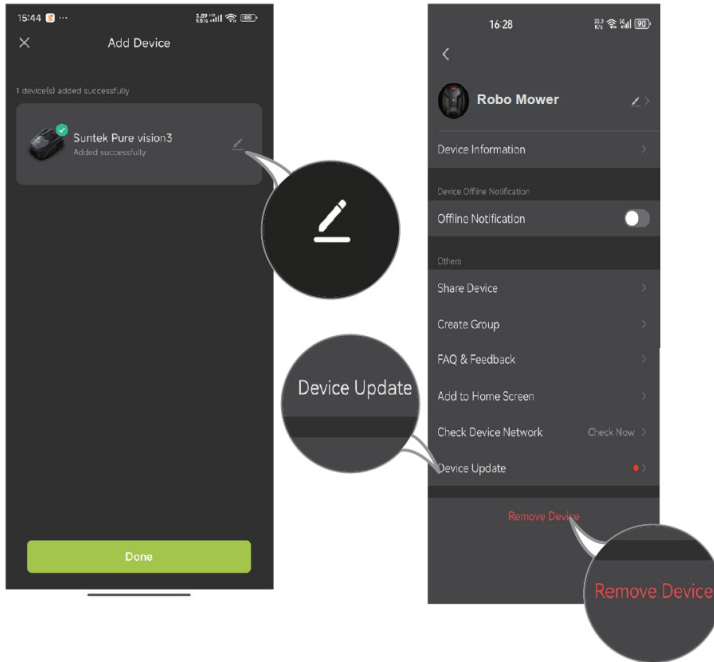 15:44
Add Device
1 device(s) added successfully
Suntek Pure vision3
Added successfully
Done
16:28
90
Robo Mower
Device Information
Device Offline Notification
Offline Notification
Others
Share Device
Create Group
FAQ & Feedback
Add to Home Screen
Check Device Network Check Now
Device Update
Remove Device
Device Update
Remove Device